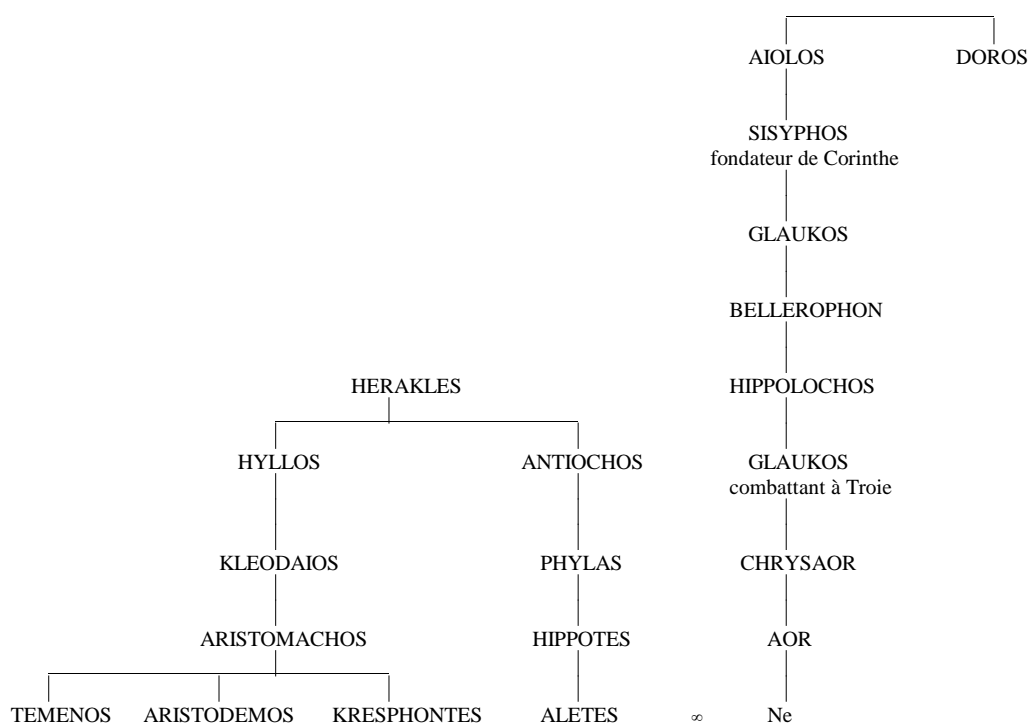 AIOLOS DOROS
SISYPHOS
fondateur de Corinthe
GLAUKOS
BELLEROPHON
HERAKLES HIPPOLOCHOS
HYLLOS ANTIOCHOS GLAUKOS
combattant à Troie
KLEODAIOS PHYLAS CHRYSAOR
ARISTOMACHOS HIPPOTES AOR
TEMENOS ARISTODEMOS KRESPHONTES ALETES ∞ Ne